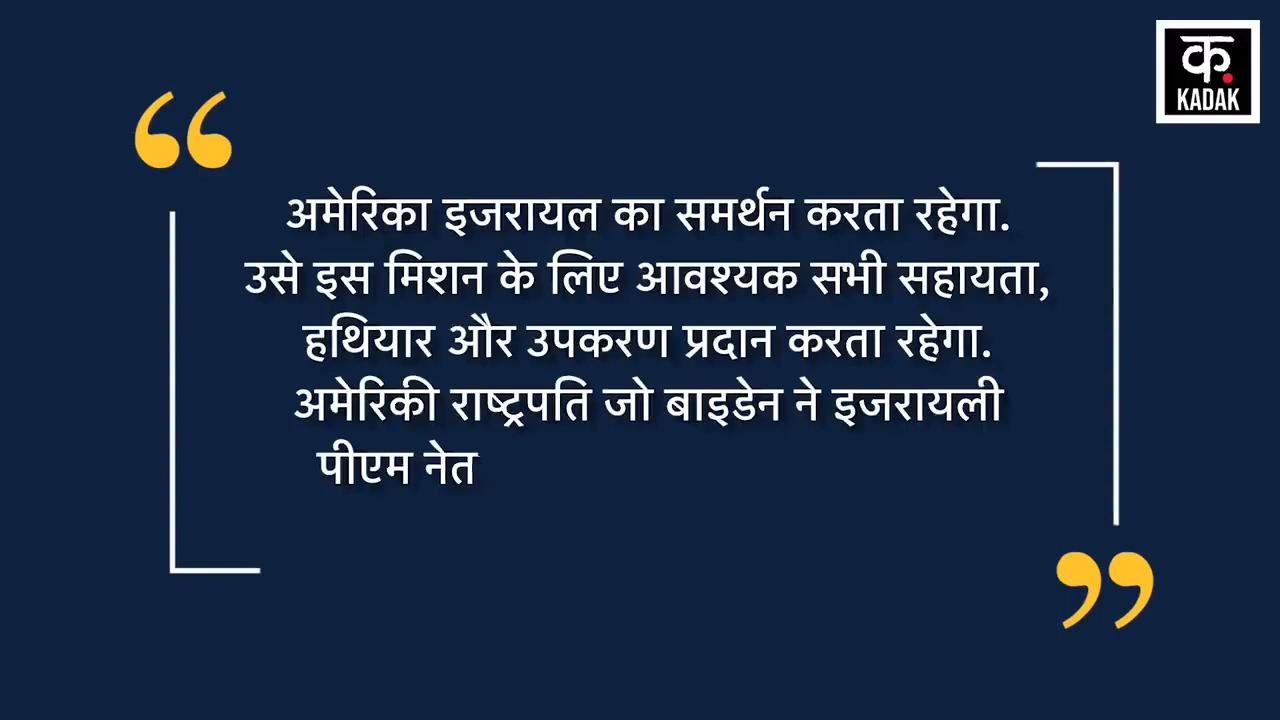 क.
KADAK
अमेरिका इजरायल का समर्थन करता रहेगा.
उसे इस मिशन के लिए आवश्यक सभी सहायता,
हथियार और उपकरण प्रदान करता रहेगा.
अमेरिकी राष्ट्रपति जो बाइडेन ने इजरायली
पीएम नेत